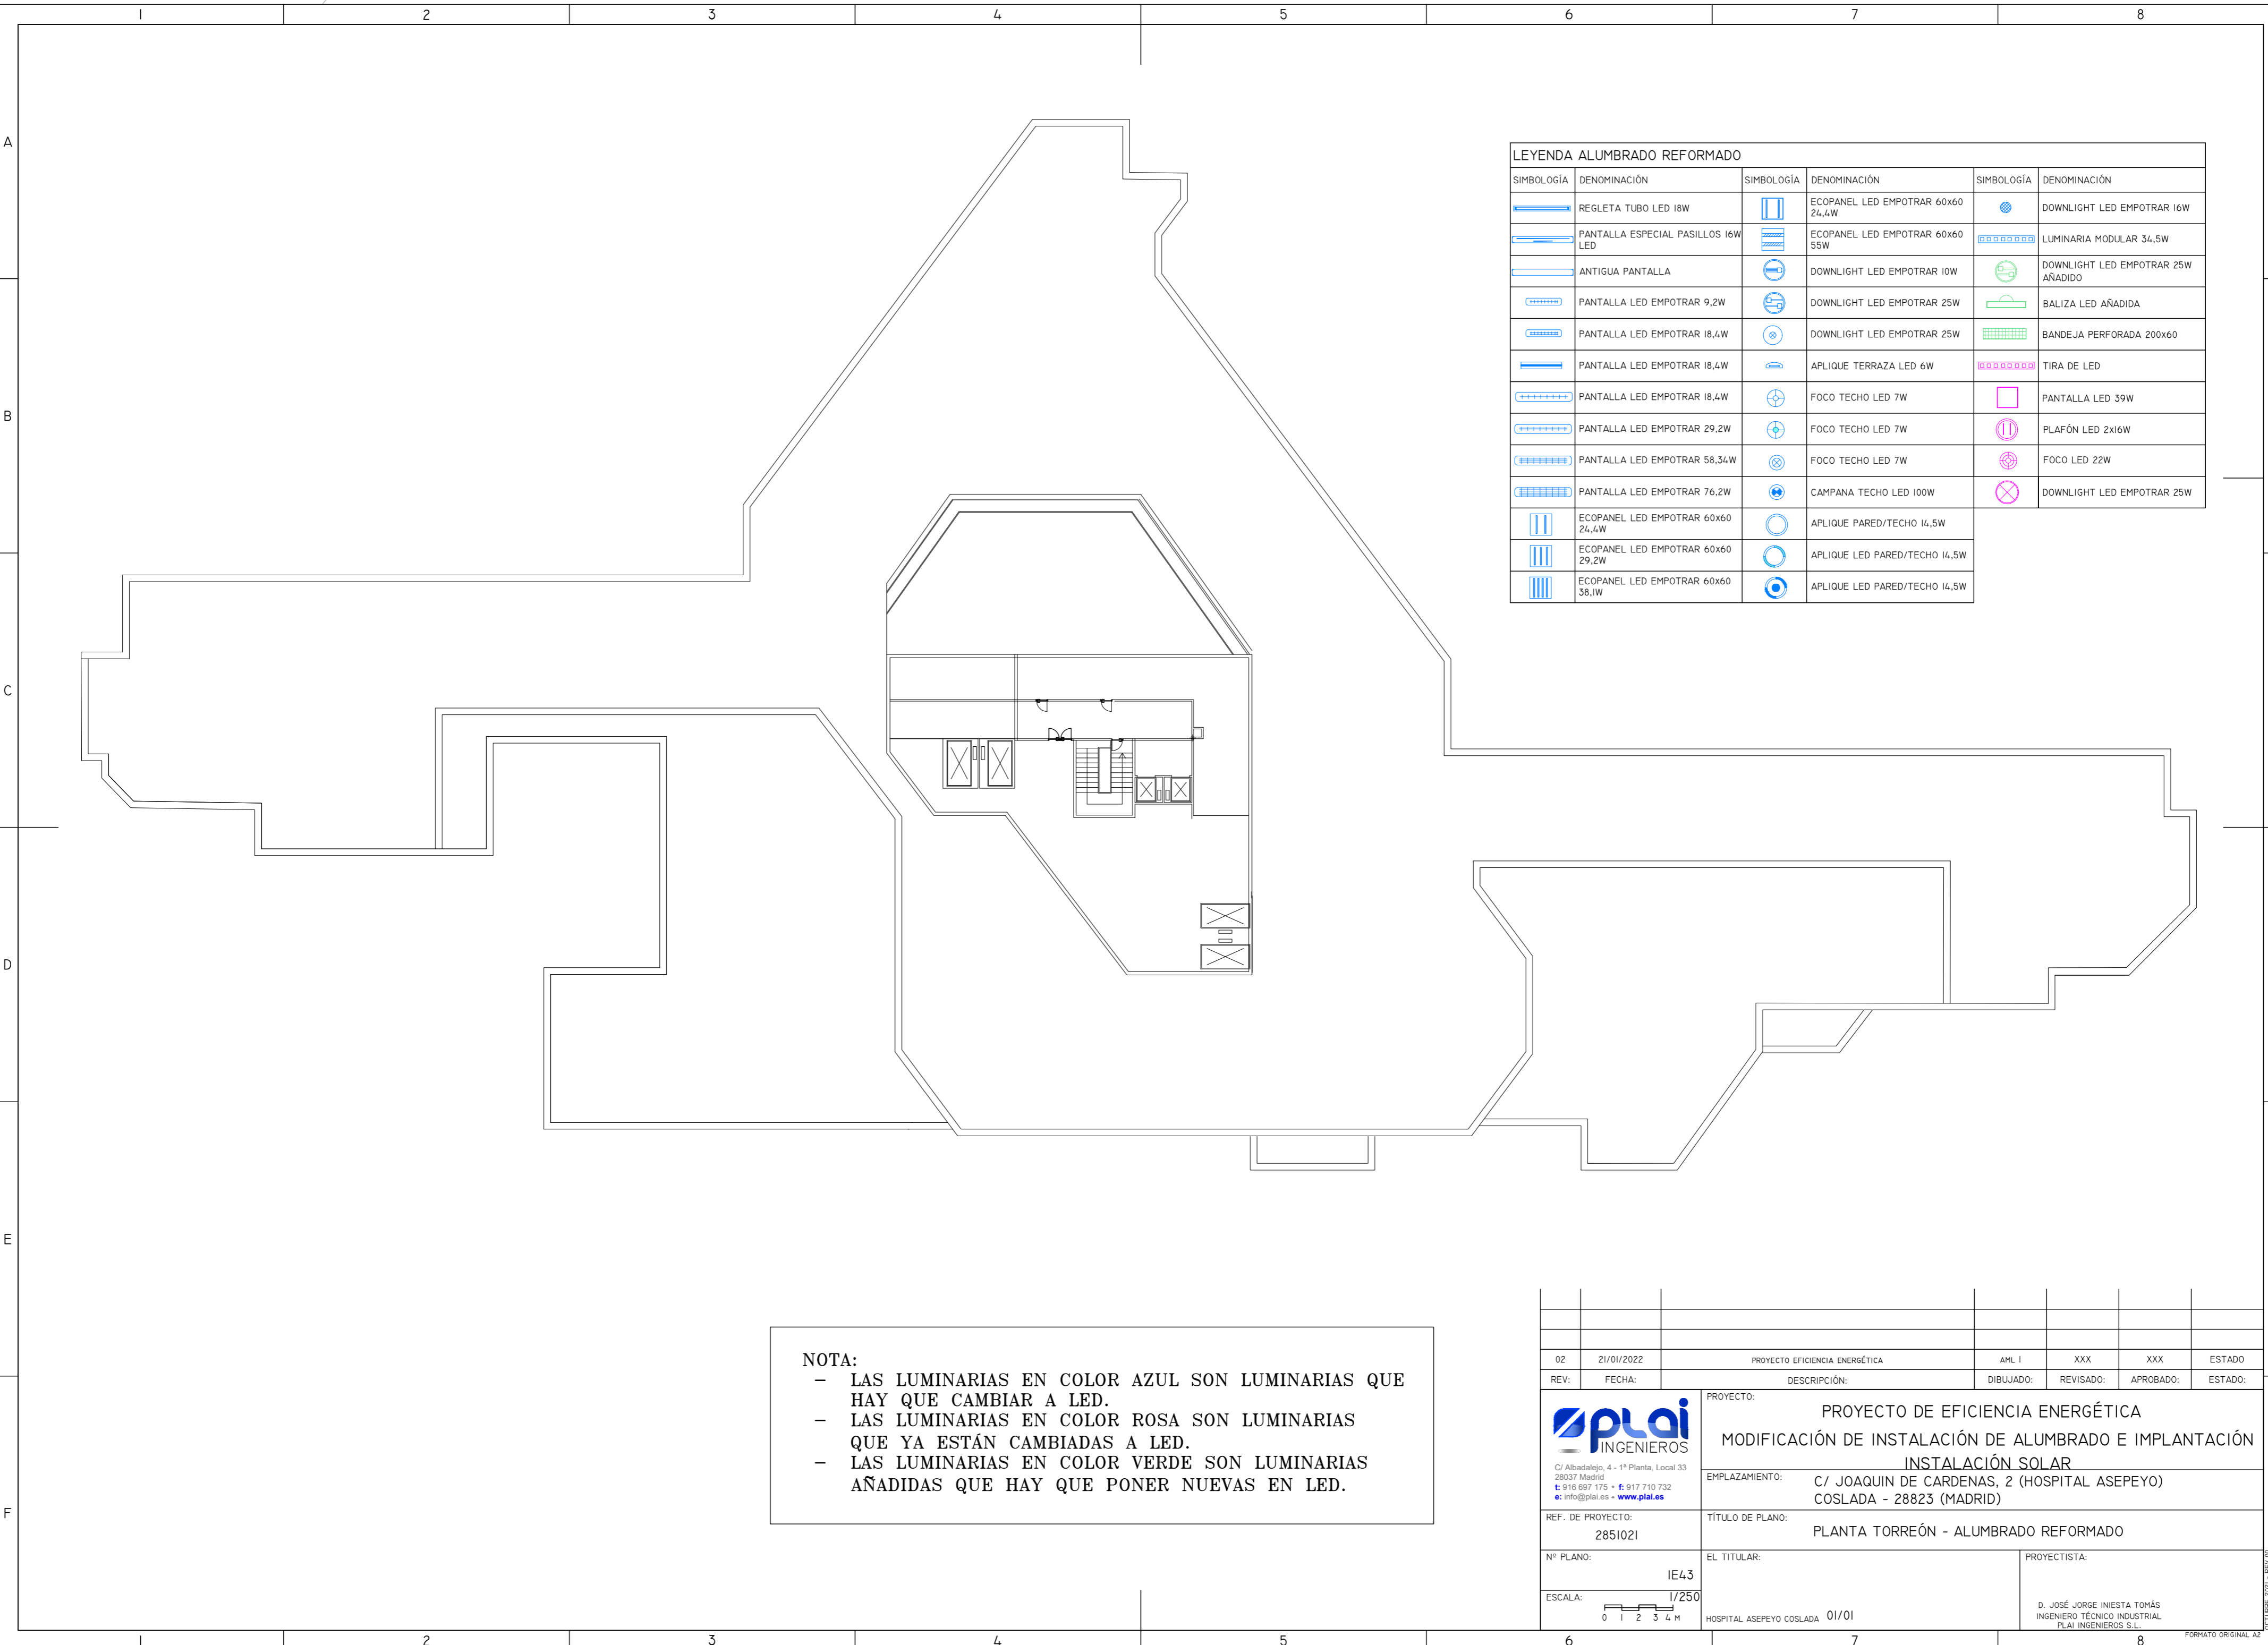 1 2 3 4 5 6 7 8
A
B
C
D
E
F
LEYENDA ALUMBRADO REFORMADO
SIMBOLOGÍA DENOMINACIÓN SIMBOLOGÍA DENOMINACIÓN SIMBOLOGÍA DENOMINACIÓN
REGLETA TUBO LED 18W
ECOPANEL LED EMPOTRAR 60x60
24,4W
DOWNLIGHT LED EMPOTRAR 16W
PANTALLA ESPECIAL PASILLOS 16W
LED
ECOPANEL LED EMPOTRAR 60x60
55W
LUMINARIA MODULAR 34,5W
ANTIGUA PANTALLA
DOWNLIGHT LED EMPOTRAR 10W
DOWNLIGHT LED EMPOTRAR 25W
AÑADIDO
PANTALLA LED EMPOTRAR 9,2W
DOWNLIGHT LED EMPOTRAR 25W
BALIZA LED AÑADIDA
PANTALLA LED EMPOTRAR 18,4W
DOWNLIGHT LED EMPOTRAR 25W
BANDEJA PERFORADA 200x60
PANTALLA LED EMPOTRAR 18,4W
APLIQUE TERRAZA LED 6W
TIRA DE LED
PANTALLA LED EMPOTRAR 18,4W
FOCO TECHO LED 7W
PANTALLA LED 39W
PANTALLA LED EMPOTRAR 29,2W
FOCO TECHO LED 7W
PLAFÓN LED 2x16W
PANTALLA LED EMPOTRAR 58,34W
FOCO TECHO LED 7W
FOCO LED 22W
PANTALLA LED EMPOTRAR 76,2W
CAMPANA TECHO LED 100W
DOWNLIGHT LED EMPOTRAR 25W
ECOPANEL LED EMPOTRAR 60x60
24,4W
APLIQUE PARED/TECHO 14,5W
ECOPANEL LED EMPOTRAR 60x60
29,2W
APLIQUE LED PARED/TECHO 14,5W
ECOPANEL LED EMPOTRAR 60x60
38,1W
APLIQUE LED PARED/TECHO 14,5W
NOTA:
– LAS LUMINARIAS EN COLOR AZUL SON LUMINARIAS QUE
HAY QUE CAMBIAR A LED.
– LAS LUMINARIAS EN COLOR ROSA SON LUMINARIAS
QUE YA ESTÁN CAMBIADAS A LED.
– LAS LUMINARIAS EN COLOR VERDE SON LUMINARIAS
AÑADIDAS QUE HAY QUE PONER NUEVAS EN LED.
02 21/01/2022 PROYECTO EFICIENCIA ENERGÉTICA AML 1 XXX XXX ESTADO
REV: FECHA: DESCRIPCIÓN: DIBUJADO: REVISADO: APROBADO: ESTADO:
plai
INGENIEROS
C/ Albadalejo, 4 - 1ª Planta, Local 33
28037 Madrid
t: 916 697 175 • f: 917 710 732
e: info@plai.es • www.plai.es
PROYECTO:
PROYECTO DE EFICIENCIA ENERGÉTICA
MODIFICACIÓN DE INSTALACIÓN DE ALUMBRADO E IMPLANTACIÓN
INSTALACIÓN SOLAR
EMPLAZAMIENTO: C/ JOAQUIN DE CARDENAS, 2 (HOSPITAL ASEPEYO)
COSLADA - 28823 (MADRID)
REF. DE PROYECTO:
2851021
TÍTULO DE PLANO:
PLANTA TORREÓN - ALUMBRADO REFORMADO
Nº PLANO:
IE43
EL TITULAR:
PROYECTISTA:
ESCALA: 1/250
0 1 2 3 4 M
HOSPITAL ASEPEYO COSLADA 01/01
D. JOSÉ JORGE INIESTA TOMÁS
INGENIERO TÉCNICO INDUSTRIAL
PLAI INGENIEROS S.L.
FORMATO ORIGINAL A2
1 2 3 4 5 6 7 8